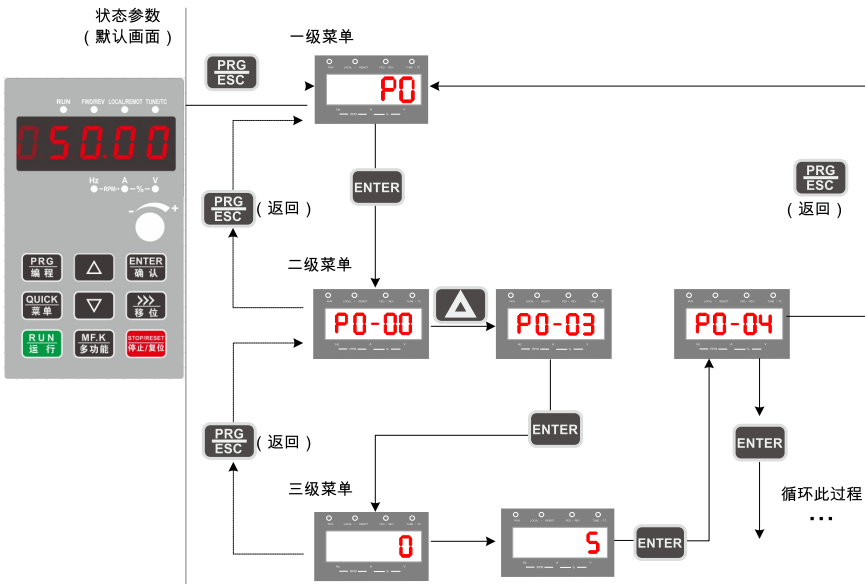 状态参数
（默认画面）
RUN FWD/REV LOCAL/REMOT TUNE/TC
050.00
Hz A V
RPM %
- +
PRG
编程
ENTER
确认
QUICK
菜单
>>>
移位
RUN
运行
MF.K
多功能
STOP/RESET
停止/复位
PRG
ESC
一级菜单
P0
ENTER
PRG
ESC
（返回）
PRG
ESC
（返回）
二级菜单
P0-00
P0-03
P0-04
ENTER
ENTER
PRG
ESC
（返回）
三级菜单
0
5
ENTER
循环此过程
...